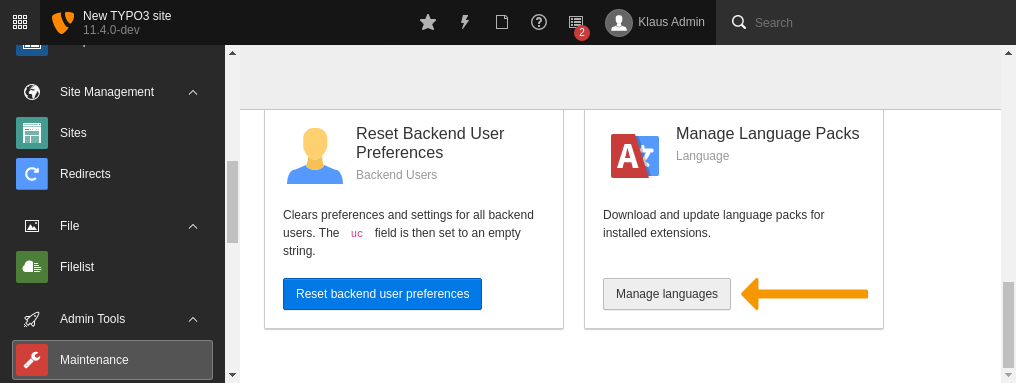 New TYPO3 site
11.4.0-dev
2
Klaus Admin
Search
Site Management
Sites
Redirects
File
Filelist
Admin Tools
Maintenance
Reset Backend User
Preferences
Backend Users
Clears preferences and settings for all backend
users. The uc field is then set to an empty
string.
Reset backend user preferences
A
Manage Language Packs
Language
Download and update language packs for
installed extensions.
Manage languages